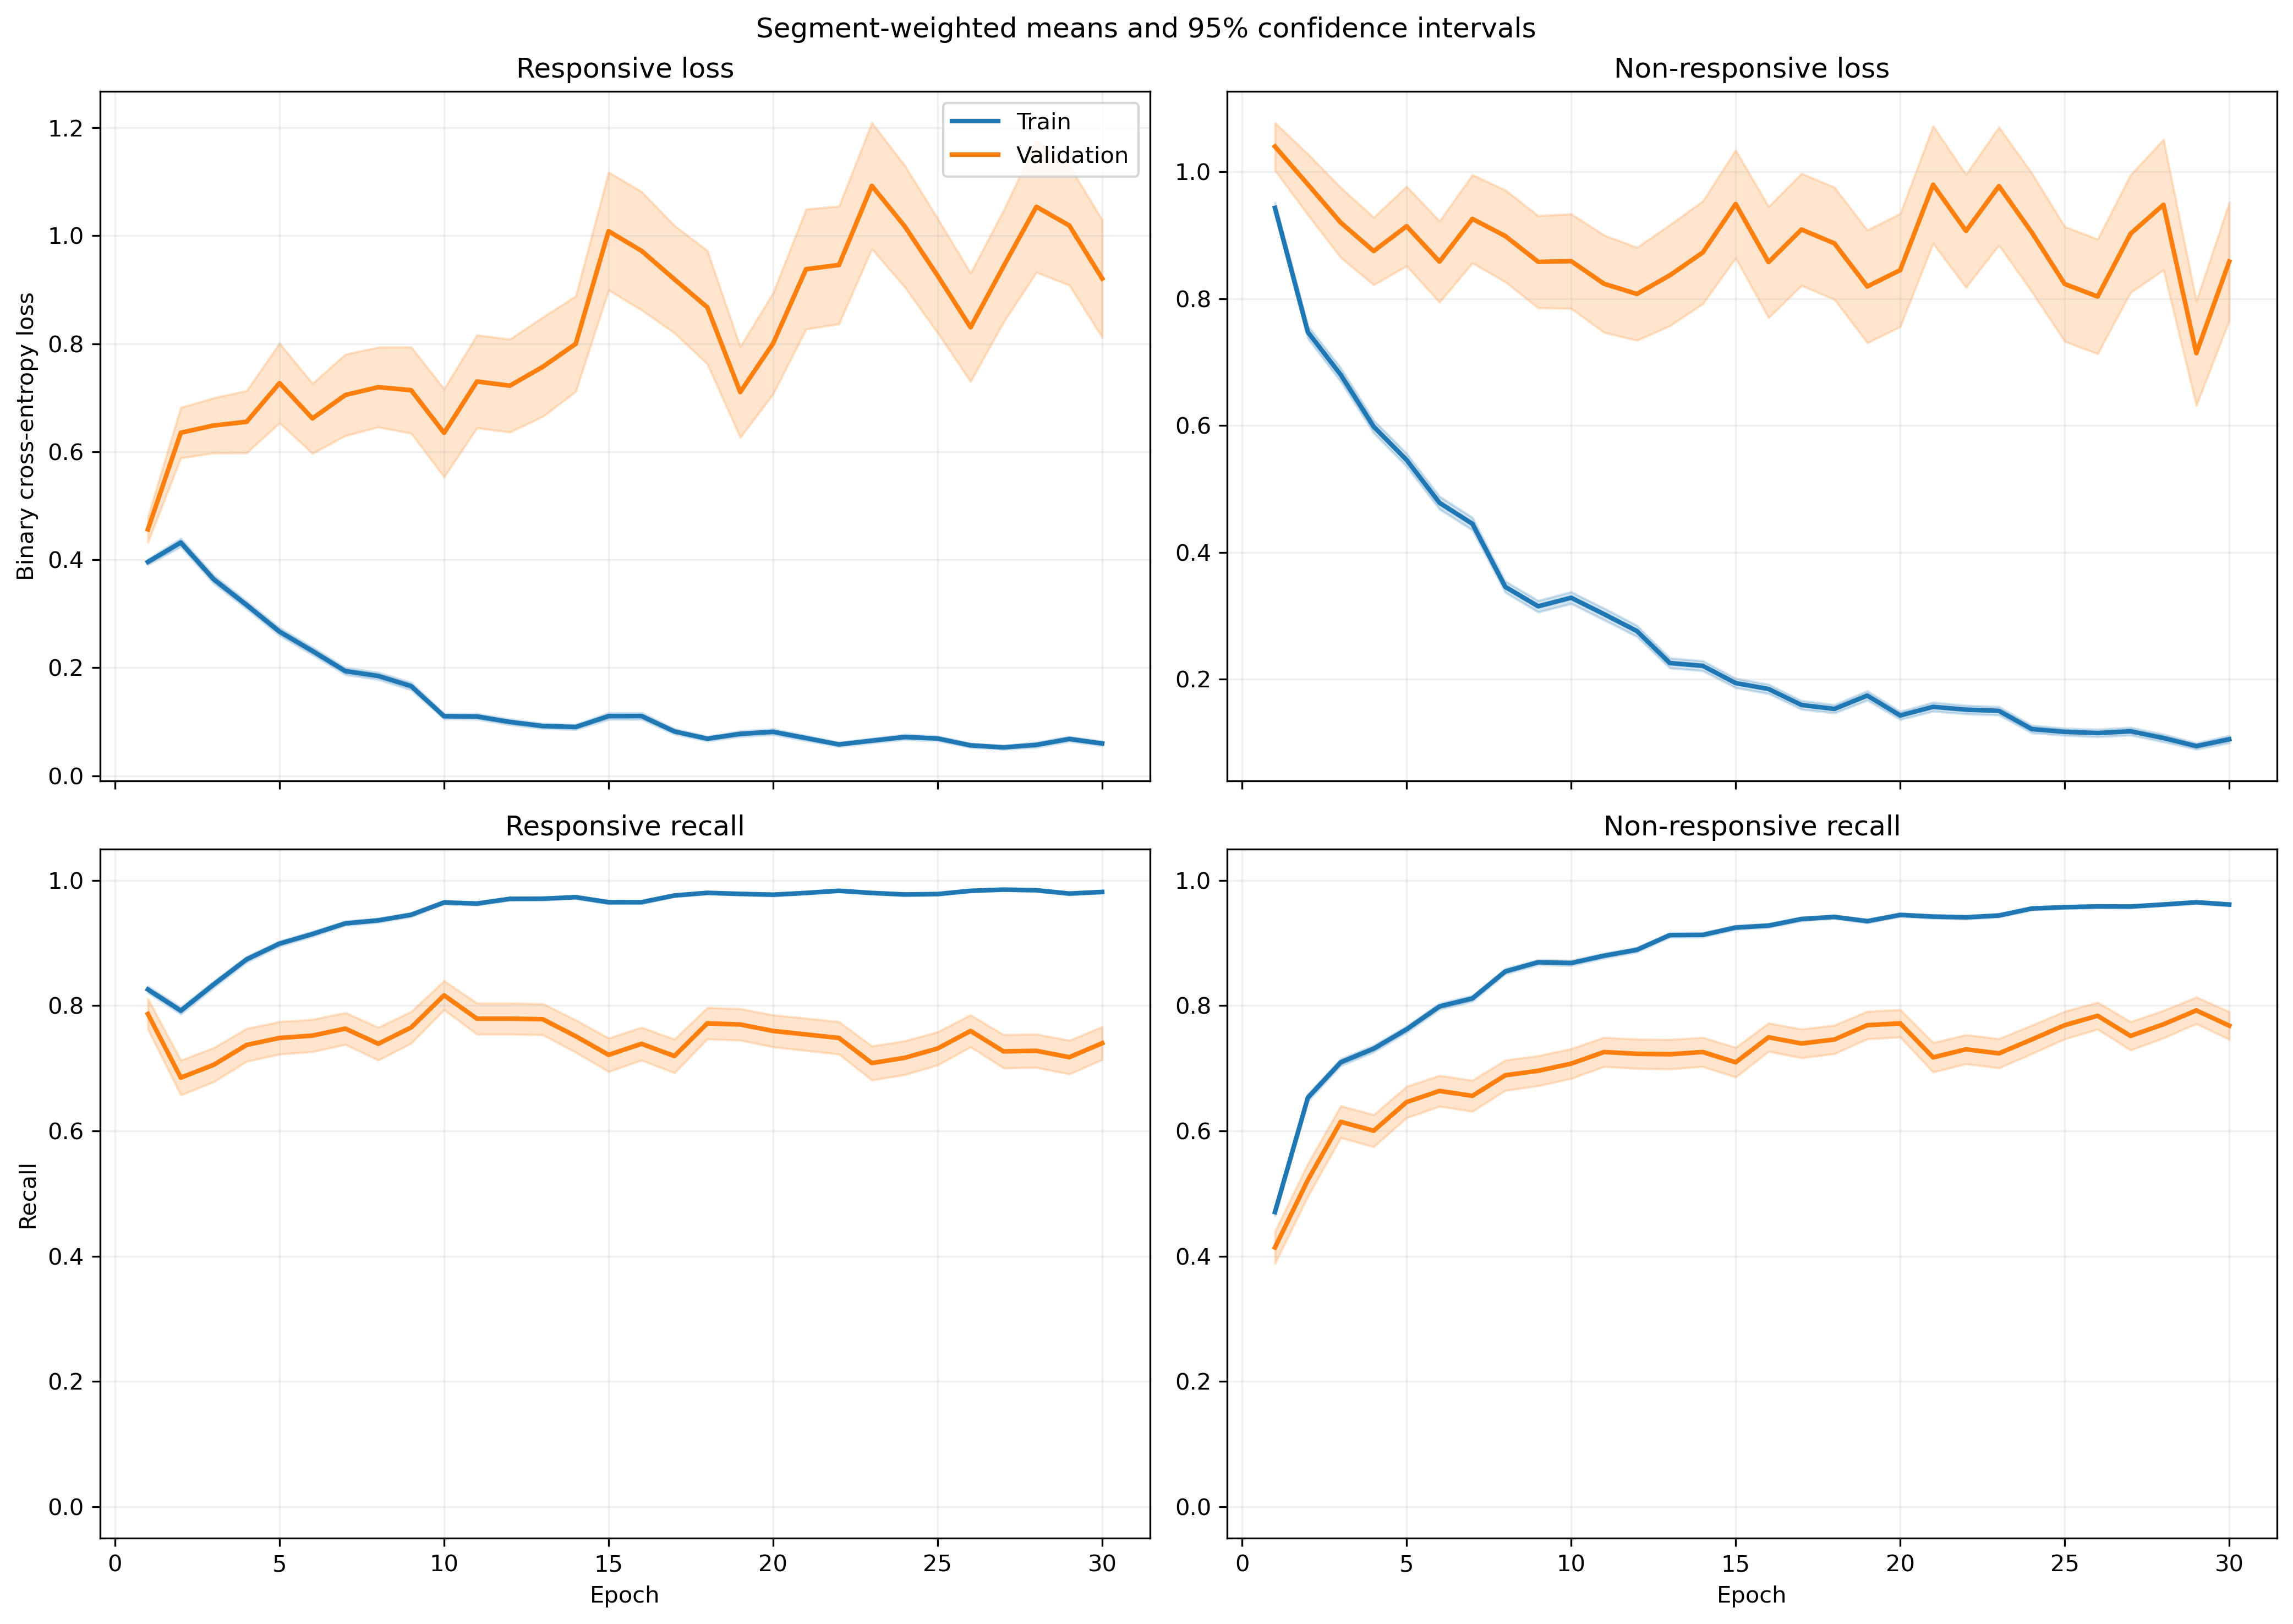 Segment-weighted means and 95% confidence intervals
Responsive loss
Non-responsive loss
Train
Validation
Binary cross-entropy loss
1.2
1.0
0.8
0.6
0.4
0.2
0.0
1.0
0.8
0.6
0.4
0.2
Responsive recall
Non-responsive recall
Recall
1.0
0.8
0.6
0.4
0.2
0.0
0 5 10 15 20 25 30
Epoch
1.0
0.8
0.6
0.4
0.2
0.0
0 5 10 15 20 25 30
Epoch